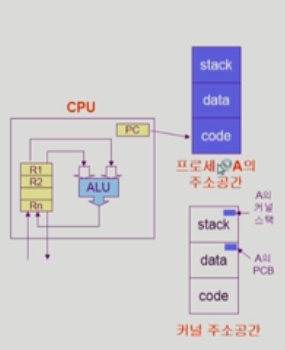 stack
data
CPU
PC
code
프로세스A의
주소공간
R1
R2
ALU
Rn
A의
커널
스택
stack
data
A의
PCB
code
커널 주소공간